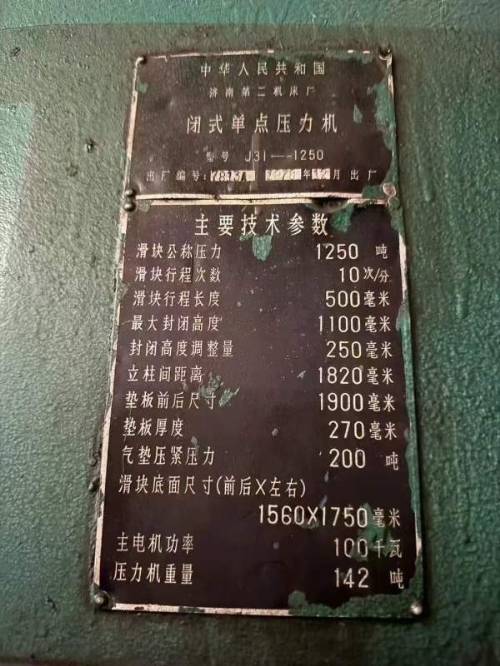 中华人民共和国
济南第二机床厂
闭式单点压力机
型号 J31—1250
出厂编号: 年12月出厂
主要技术参数
滑块公称压力 1250 吨
滑块行程次数 10次/分
滑块行程长度 500毫米
最大封闭高度 1100毫米
封闭高度调整量 250毫米
立柱间距离 1820毫米
垫板前后尺寸 1900毫米
垫板厚度 270毫米
气垫压紧压力 200 吨
滑块底面尺寸(前后X左右)
1560X1750毫米
主电机功率 100千瓦
压力机重量 142 吨